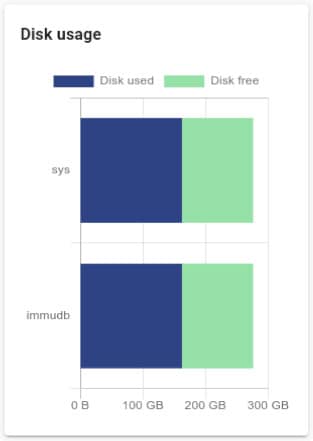 Disk usage
Disk used Disk free
sys
immudb
0 B 100 GB 200 GB 300 GB